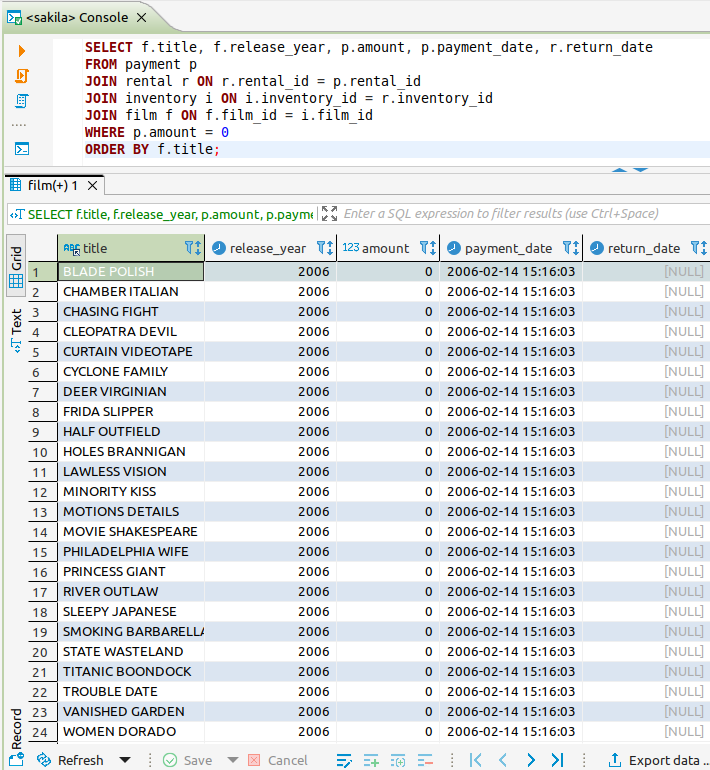 <sakila> Console
SELECT f.title, f.release_year, p.amount, p.payment_date, r.return_date
FROM payment p
JOIN rental r ON r.rental_id = p.rental_id
JOIN inventory i ON i.inventory_id = r.inventory_id
JOIN film f ON f.film_id = i.film_id
WHERE p.amount = 0
ORDER BY f.title;
film(+) 1
SELECT f.title, f.release_year, p.amount, p.payme Enter a SQL expression to filter results (use Ctrl+Space)
Grid
Text
Record
ABC title release_year 123 amount payment_date return_date
1 BLADE POLISH 2006 0 2006-02-14 15:16:03 [NULL]
2 CHAMBER ITALIAN 2006 0 2006-02-14 15:16:03 [NULL]
3 CHASING FIGHT 2006 0 2006-02-14 15:16:03 [NULL]
4 CLEOPATRA DEVIL 2006 0 2006-02-14 15:16:03 [NULL]
5 CURTAIN VIDEOTAPE 2006 0 2006-02-14 15:16:03 [NULL]
6 CYCLONE FAMILY 2006 0 2006-02-14 15:16:03 [NULL]
7 DEER VIRGINIAN 2006 0 2006-02-14 15:16:03 [NULL]
8 FRIDA SLIPPER 2006 0 2006-02-14 15:16:03 [NULL]
9 HALF OUTFIELD 2006 0 2006-02-14 15:16:03 [NULL]
10 HOLES BRANNIGAN 2006 0 2006-02-14 15:16:03 [NULL]
11 LAWLESS VISION 2006 0 2006-02-14 15:16:03 [NULL]
12 MINORITY KISS 2006 0 2006-02-14 15:16:03 [NULL]
13 MOTIONS DETAILS 2006 0 2006-02-14 15:16:03 [NULL]
14 MOVIE SHAKESPEARE 2006 0 2006-02-14 15:16:03 [NULL]
15 PHILADELPHIA WIFE 2006 0 2006-02-14 15:16:03 [NULL]
16 PRINCESS GIANT 2006 0 2006-02-14 15:16:03 [NULL]
17 RIVER OUTLAW 2006 0 2006-02-14 15:16:03 [NULL]
18 SLEEPY JAPANESE 2006 0 2006-02-14 15:16:03 [NULL]
19 SMOKING BARBARELLA 2006 0 2006-02-14 15:16:03 [NULL]
20 STATE WASTELAND 2006 0 2006-02-14 15:16:03 [NULL]
21 TITANIC BOONDOCK 2006 0 2006-02-14 15:16:03 [NULL]
22 TROUBLE DATE 2006 0 2006-02-14 15:16:03 [NULL]
23 VANISHED GARDEN 2006 0 2006-02-14 15:16:03 [NULL]
24 WOMEN DORADO 2006 0 2006-02-14 15:16:03 [NULL]
Refresh Save Cancel Export data ..